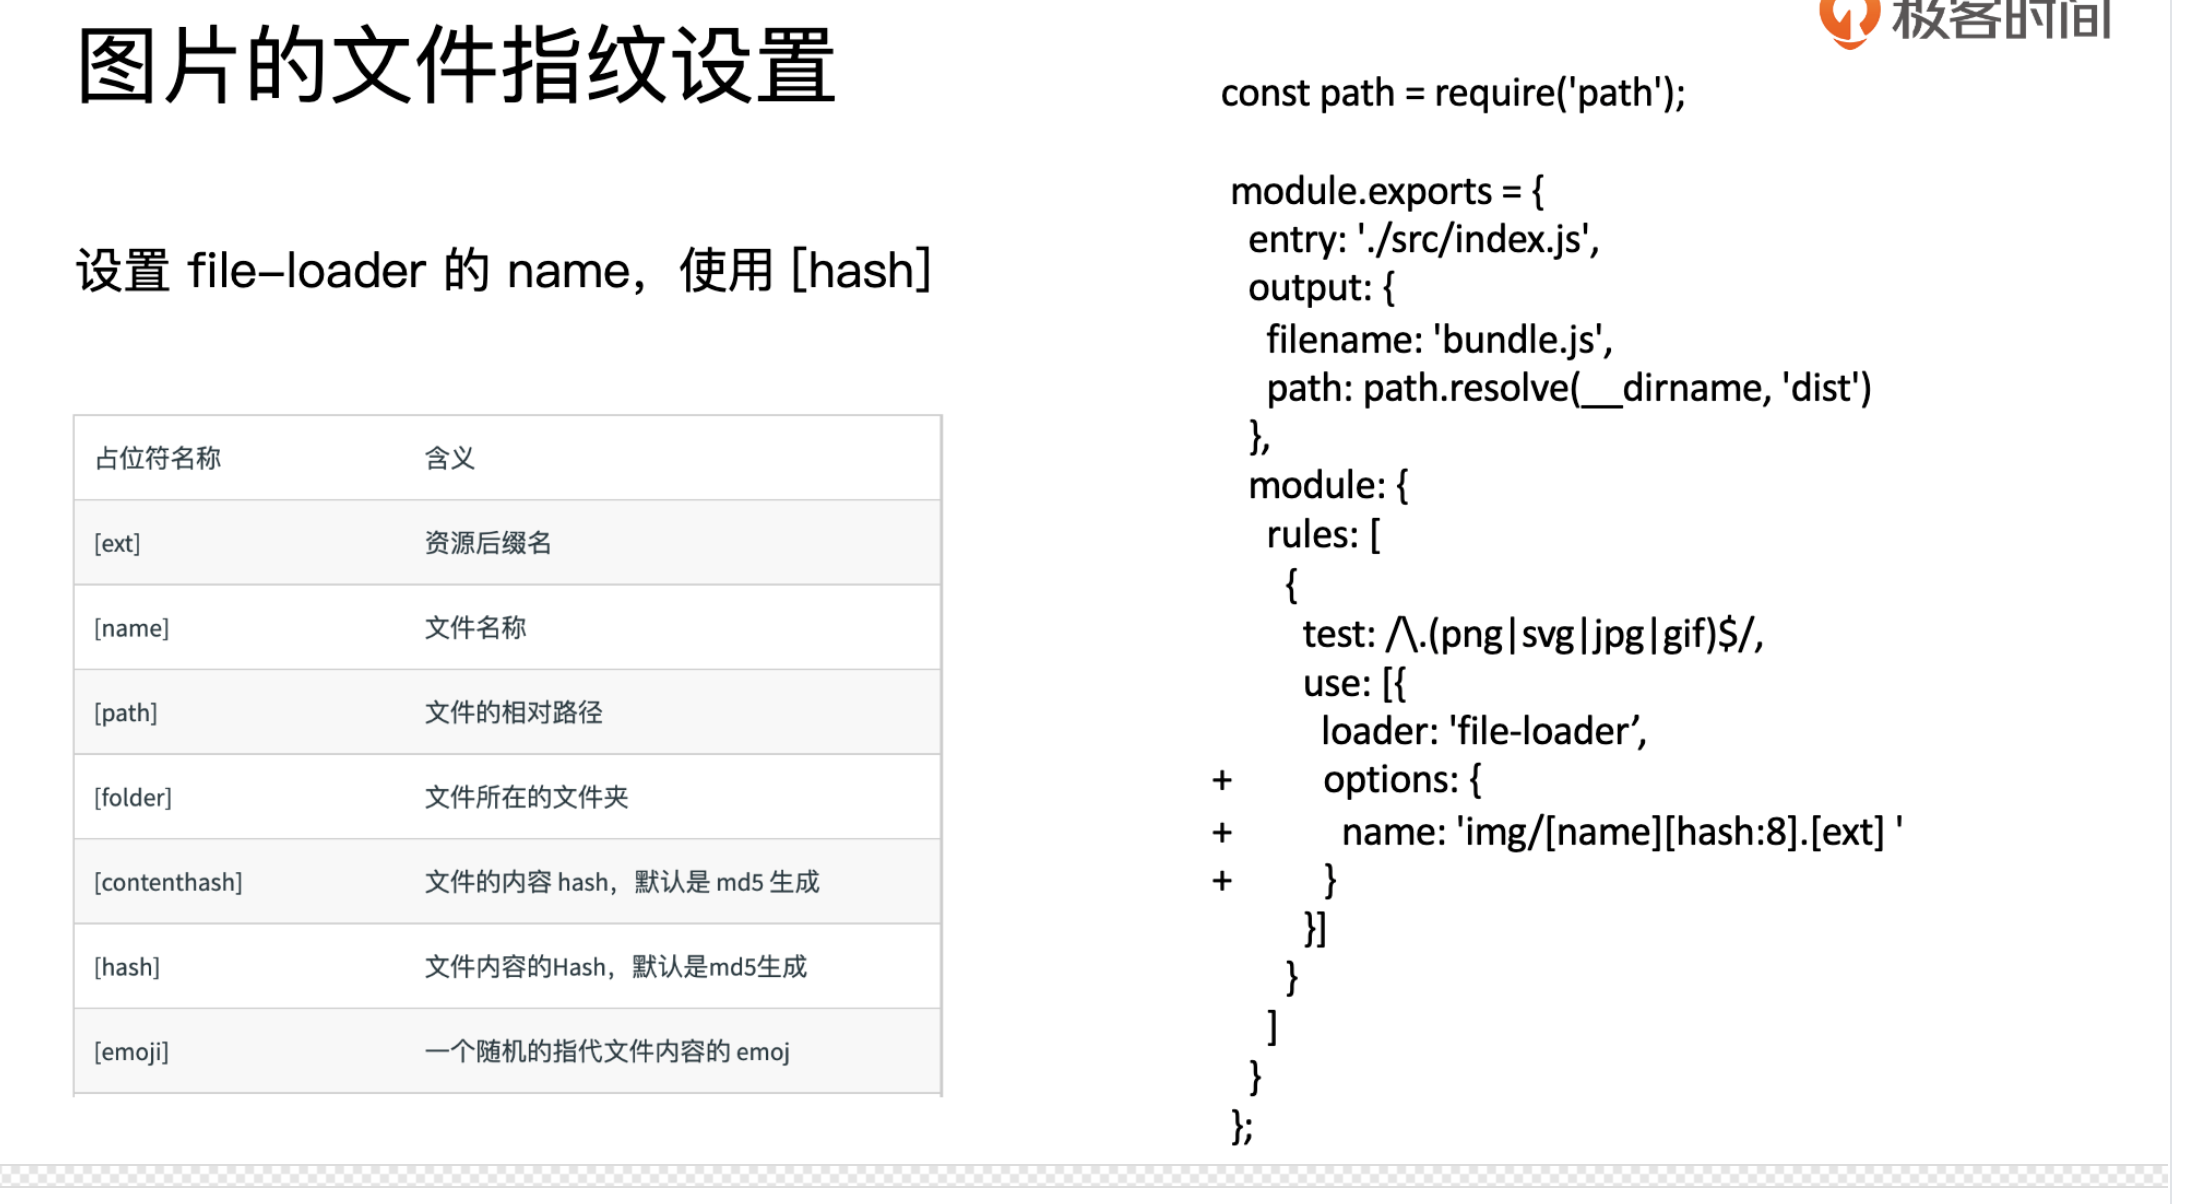 图片的文件指纹设置
极客时间
设置 file-loader 的 name，使用 [hash]
占位符名称 含义
[ext] 资源后缀名
[name] 文件名称
[path] 文件的相对路径
[folder] 文件所在的文件夹
[contenthash] 文件的内容 hash，默认是 md5 生成
[hash] 文件内容的Hash，默认是md5生成
[emoji] 一个随机的指代文件内容的 emoj
const path = require('path');
module.exports = {
entry: './src/index.js',
output: {
filename: 'bundle.js',
path: path.resolve(__dirname, 'dist')
},
module: {
rules: [
{
test: /\.(png|svg|jpg|gif)$/,
use: [{
loader: 'file-loader’,
+ options: {
+ name: 'img/[name][hash:8].[ext] '
+ }
}]
}
]
}
};